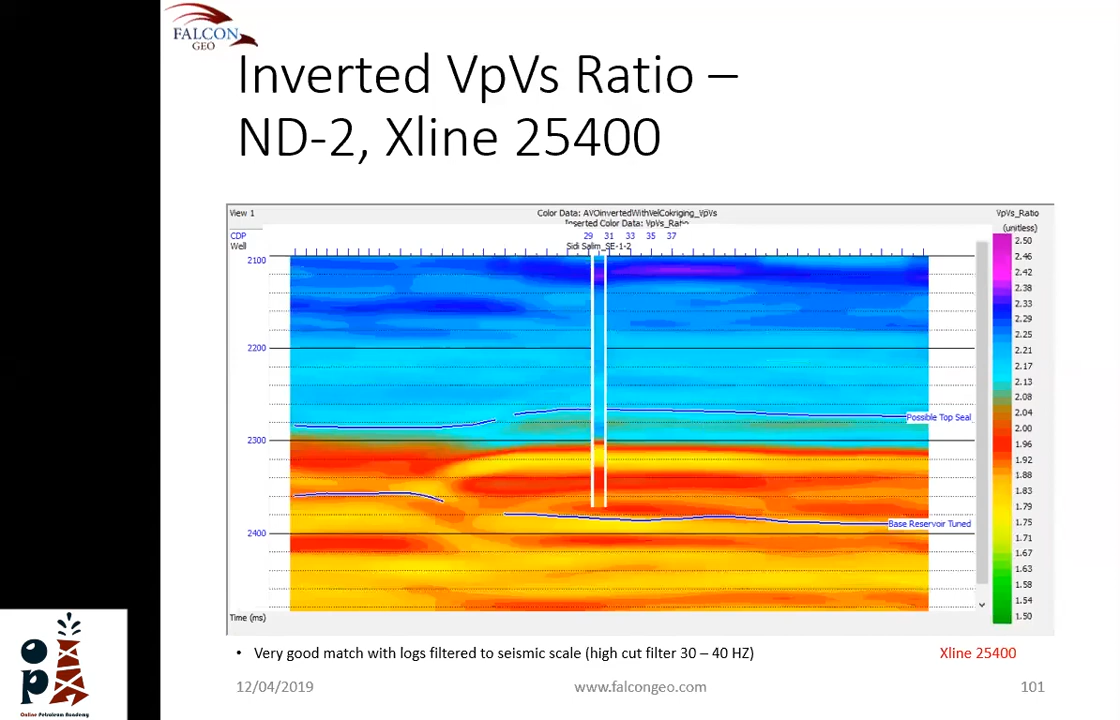 FALCON
GEO
Inverted VpVs Ratio –
ND-2, Xline 25400
View 1
Color Data: AVOinvertedWithVelCokriging_VpVs
VpVs_Ratio
Inserted Color Data: VpVs_Ratio
(unitless)
CDP
29 31 33 35 37
Well
Sidi Salim_SE-1-2
2100
2200
2300
2400
Time (ms)
Possible Top Seal
Base Reservoir Tuned
2.50
2.46
2.42
2.38
2.33
2.29
2.25
2.21
2.17
2.13
2.08
2.04
2.00
1.96
1.92
1.88
1.83
1.79
1.75
1.71
1.67
1.63
1.58
1.54
1.50
• Very good match with logs filtered to seismic scale (high cut filter 30 – 40 HZ)
Xline 25400
12/04/2019
www.falcongeo.com
101
OPA
Online Petroleum Academy